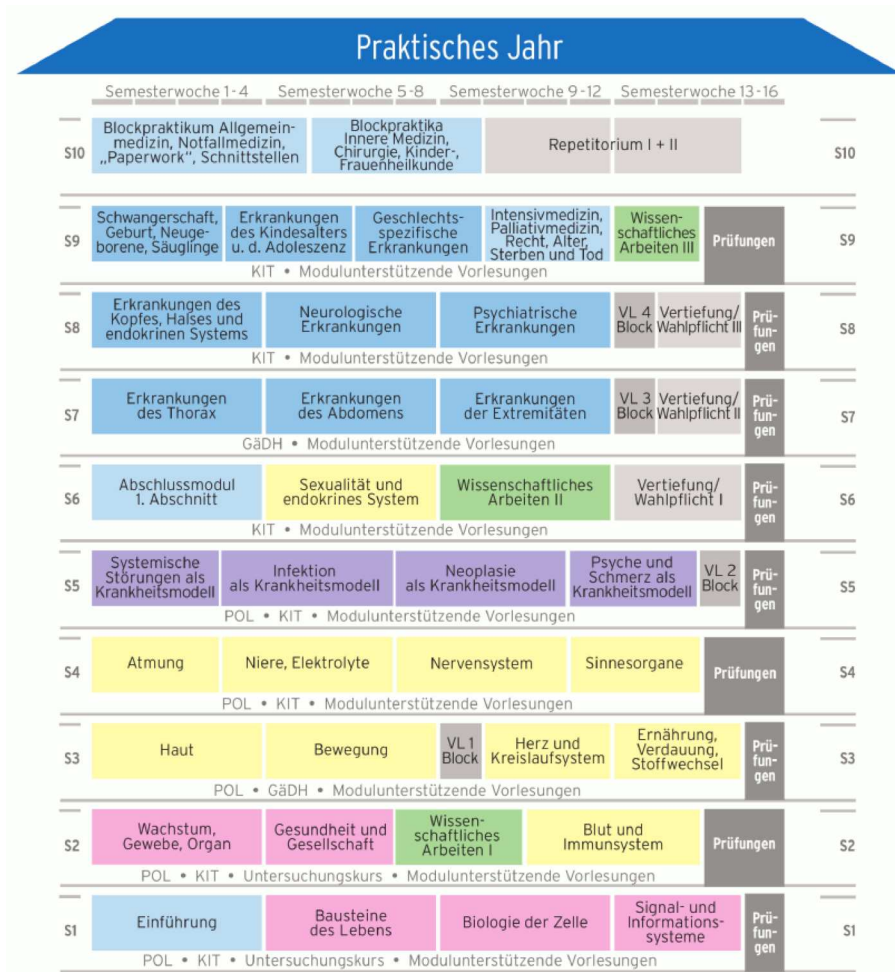 Praktisches Jahr
Semesterwoche 1-4
Semesterwoche 5-8
Semesterwoche 9-12
Semesterwoche 13-16
S10
Blockpraktikum Allgemein-
medizin, Notfallmedizin,
„Paperwork“, Schnittstellen
Blockpraktika
Innere Medizin,
Chirurgie, Kinder-,
Frauenheilkunde
Repetitorium I + II
S10
S9
Schwangerschaft,
Geburt, Neuge-
borene, Säuglinge
Erkrankungen
des Kindesalters
u. d. Adoleszenz
Geschlechts-
spezifische
Erkrankungen
Intensivmedizin,
Palliativmedizin,
Recht, Alter,
Sterben und Tod
Wissen-
schaftliches
Arbeiten III
Prüfungen
S9
KIT • Modulunterstützende Vorlesungen
S8
Erkrankungen des
Kopfes, Halses und
endokrinen Systems
Neurologische
Erkrankungen
Psychiatrische
Erkrankungen
VL 4
Block
Vertiefung/
Wahlpflicht III
Prü-
fun-
gen
S8
KIT • Modulunterstützende Vorlesungen
S7
Erkrankungen
des Thorax
Erkrankungen
des Abdomens
Erkrankungen
der Extremitäten
VL 3
Block
Vertiefung/
Wahlpflicht II
Prü-
fun-
gen
S7
GäDH • Modulunterstützende Vorlesungen
S6
Abschlussmodul
1. Abschnitt
Sexualität und
endokrines System
Wissenschaftliches
Arbeiten II
Vertiefung/
Wahlpflicht I
Prü-
fun-
gen
S6
KIT • Modulunterstützende Vorlesungen
S5
Systemische
Störungen als
Krankheitsmodell
Infektion
als Krankheitsmodell
Neoplasie
als Krankheitsmodell
Psyche und
Schmerz als
Krankheitsmodell
VL 2
Block
Prü-
fun-
gen
S5
POL • KIT • Modulunterstützende Vorlesungen
S4
Atmung
Niere, Elektrolyte
Nervensystem
Sinnesorgane
Prüfungen
S4
POL • KIT • Modulunterstützende Vorlesungen
S3
Haut
Bewegung
VL 1
Block
Herz und
Kreislaufsystem
Ernährung,
Verdauung,
Stoffwechsel
Prü-
fun-
gen
S3
POL • GäDH • Modulunterstützende Vorlesungen
S2
Wachstum,
Gewebe, Organ
Gesundheit und
Gesellschaft
Wissen-
schaftliches
Arbeiten I
Blut und
Immunsystem
Prüfungen
S2
POL • KIT • Untersuchungskurs • Modulunterstützende Vorlesungen
S1
Einführung
Bausteine
des Lebens
Biologie der Zelle
Signal- und
Informations-
systeme
Prü-
fun-
gen
S1
POL • KIT • Untersuchungskurs • Modulunterstützende Vorlesungen